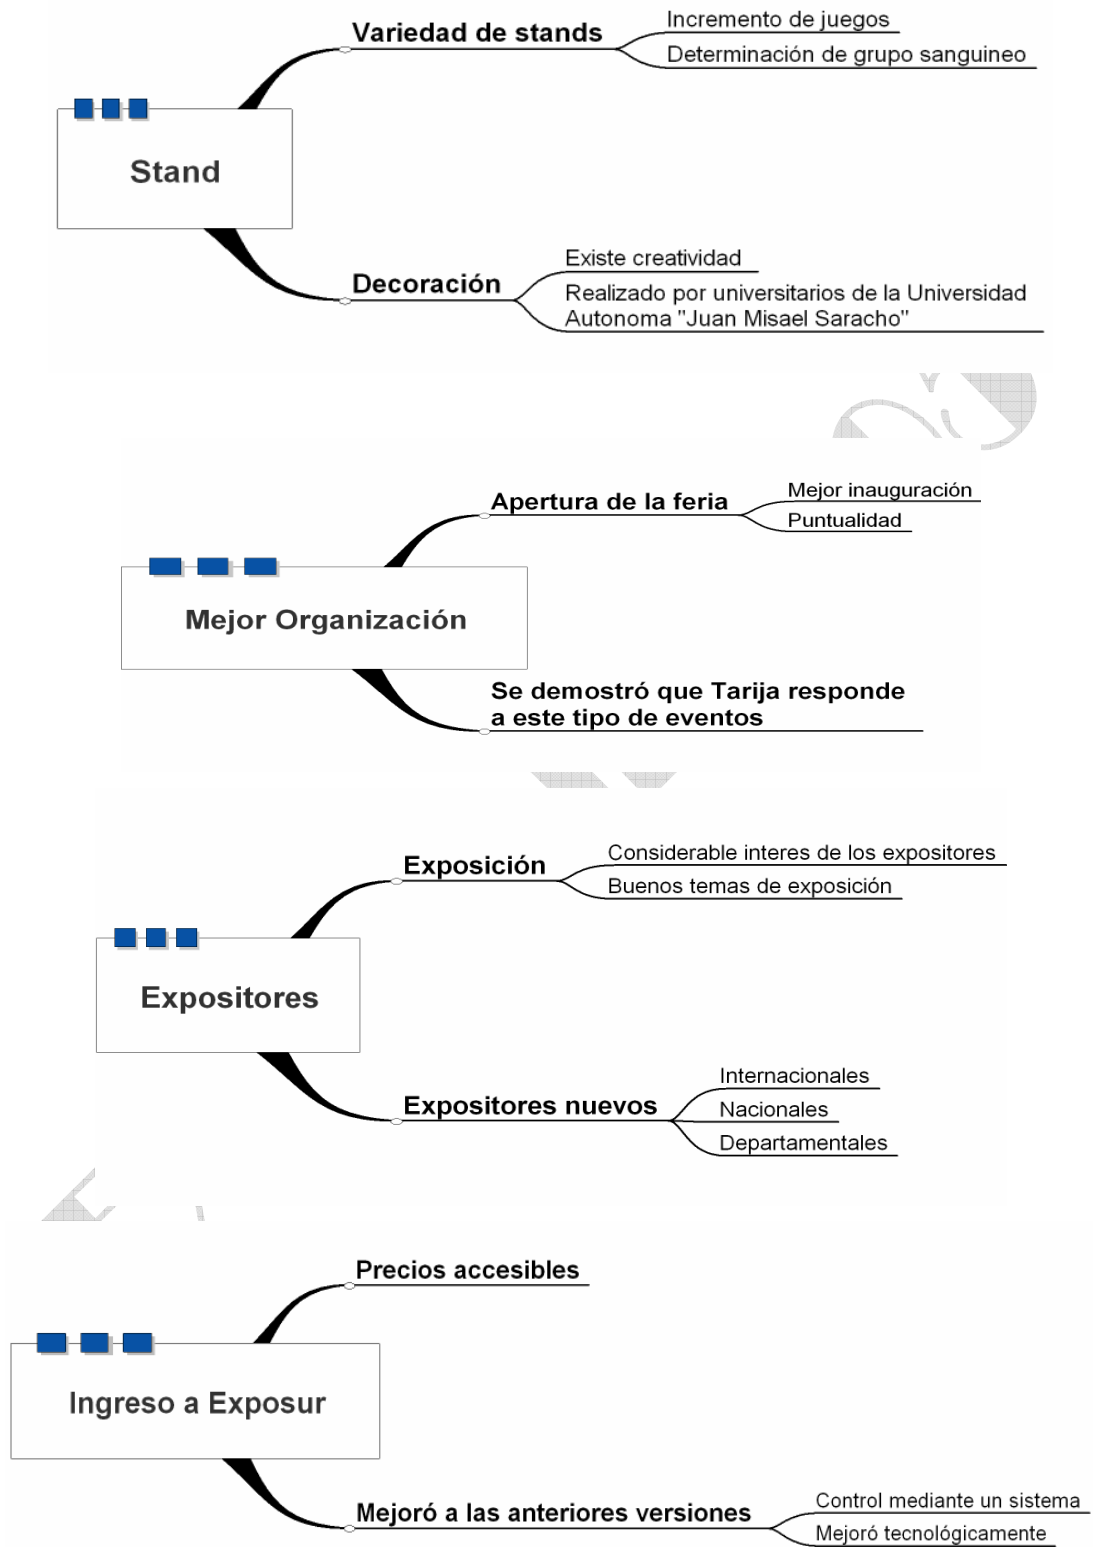 Variedad de stands
Incremento de juegos
Determinación de grupo sanguineo
Stand
Decoración
Existe creatividad
Realizado por universitarios de la Universidad
Autonoma "Juan Misael Saracho"
Apertura de la feria
Mejor inauguración
Puntualidad
Mejor Organización
Se demostró que Tarija responde
a este tipo de eventos
Exposición
Considerable interes de los expositores
Buenos temas de exposición
Expositores
Expositores nuevos
Internacionales
Nacionales
Departamentales
Precios accesibles
Ingreso a Exposur
Mejoró a las anteriores versiones
Control mediante un sistema
Mejoró tecnológicamente